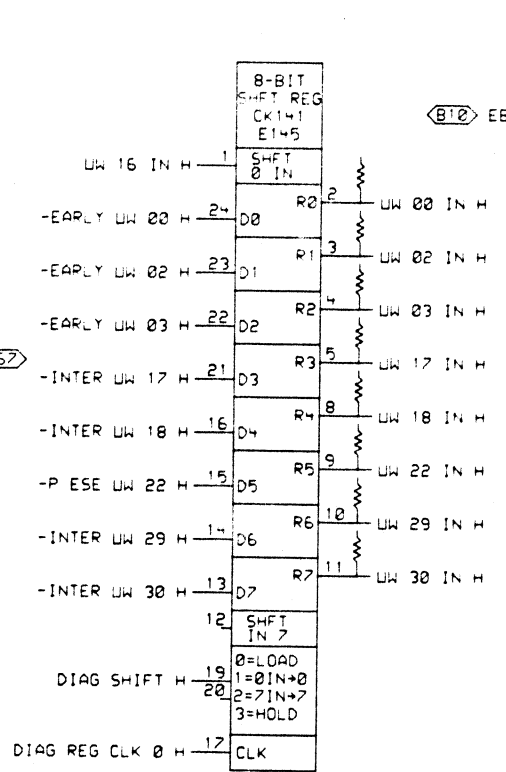 8-BIT
SHFT REG
CK141
E145
B10 EB
UW 16 IN H 1 SHFT
0 IN
R0 2 UW 00 IN H
-EARLY UW 00 H 24 D0
R1 3 UW 02 IN H
-EARLY UW 02 H 23 D1
R2 4 UW 03 IN H
-EARLY UW 03 H 22 D2
57
R3 5 UW 17 IN H
-INTER UW 17 H 21 D3
R4 8 UW 18 IN H
-INTER UW 18 H 16 D4
R5 9 UW 22 IN H
-P ESE UW 22 H 15 D5
R6 10 UW 29 IN H
-INTER UW 29 H 14 D6
R7 11 UW 30 IN H
-INTER UW 30 H 13 D7
12 SHFT
IN 7
0=LOAD
DIAG SHIFT H 19 1=0IN→0
20 2=7IN→7
3=HOLD
DIAG REG CLK 0 H 17 CLK